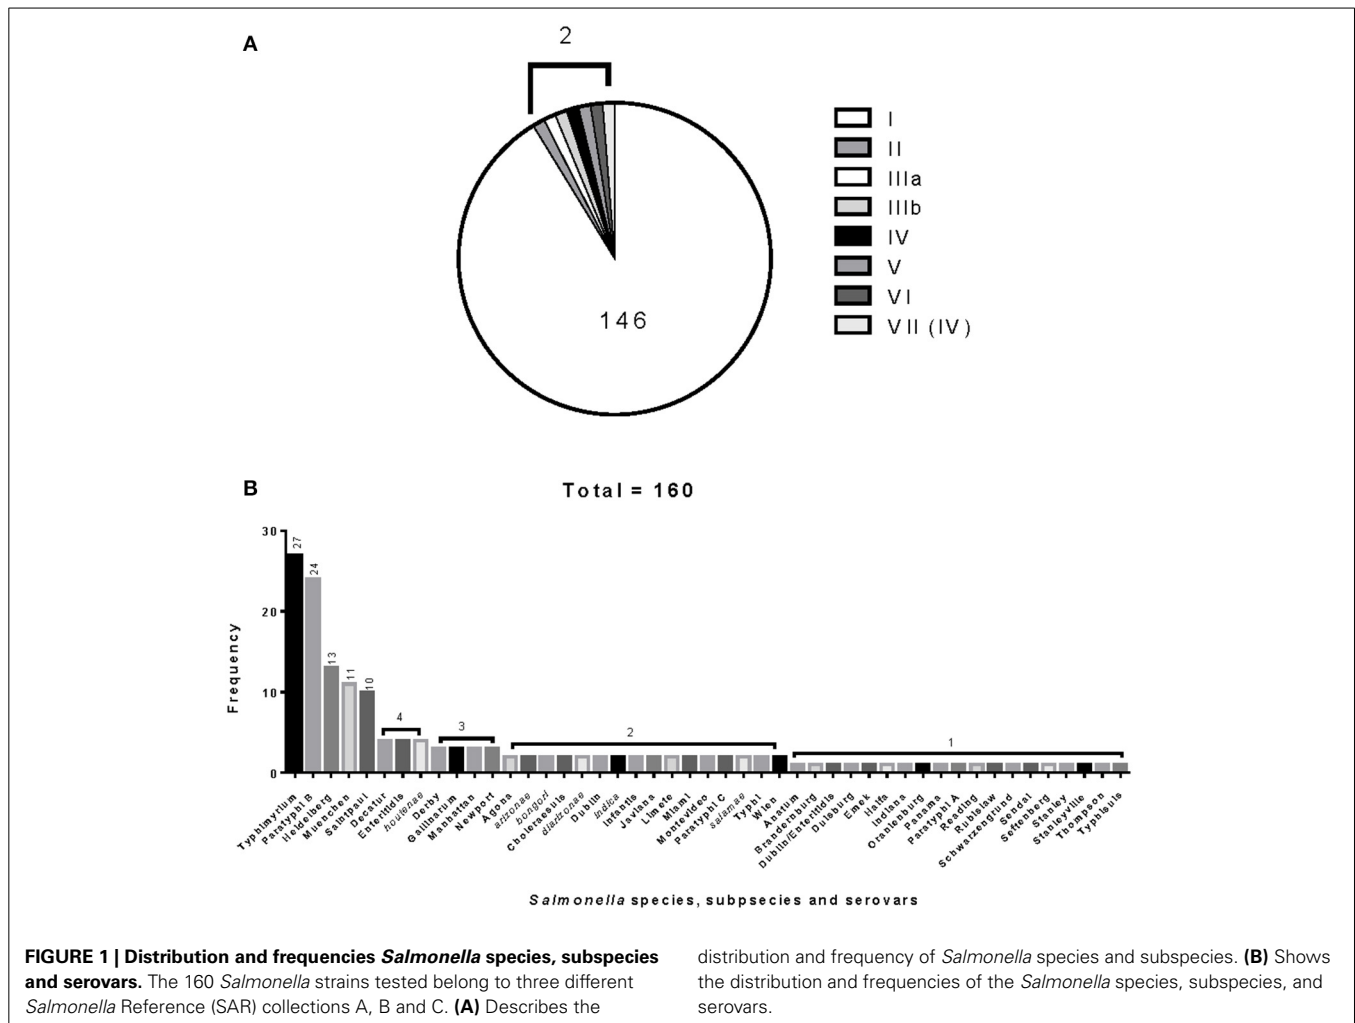 A
2
146
I
II
IIIa
IIIb
IV
V
VI
VII (IV)
Total = 160
B
Frequency
30
20
10
0
27
24
13
11
10
4
3
2
1
Typhimyrium
Paratyphi B
Heidelberg
Muenchen
Saintpaul
Decatur
Enteritidis
houtenae
Derby
Gallinarum
Manhattan
Newport
Agona
arizonae
bongori
Choleraesuis
diarizonae
Dublin
indica
Infantis
Javiana
Limete
Miami
Montevideo
Paratyphi C
salamae
Typhi
Wien
Anatum
Brandernburg
Dublin/Enteritidis
Duisburg
Emek
Haifa
Indiana
Oranienburg
Panama
Paratyphi A
Reading
Rubislaw
Schwarzengrund
Sendai
Seftenberg
Stanley
Stanleyville
Thompson
Typhisuis
Salmonella species, subpsecies and serovars
FIGURE 1 | Distribution and frequencies Salmonella species, subspecies
and serovars. The 160 Salmonella strains tested belong to three different
Salmonella Reference (SAR) collections A, B and C. (A) Describes the
distribution and frequency of Salmonella species and subspecies. (B) Shows
the distribution and frequencies of the Salmonella species, subspecies, and
serovars.